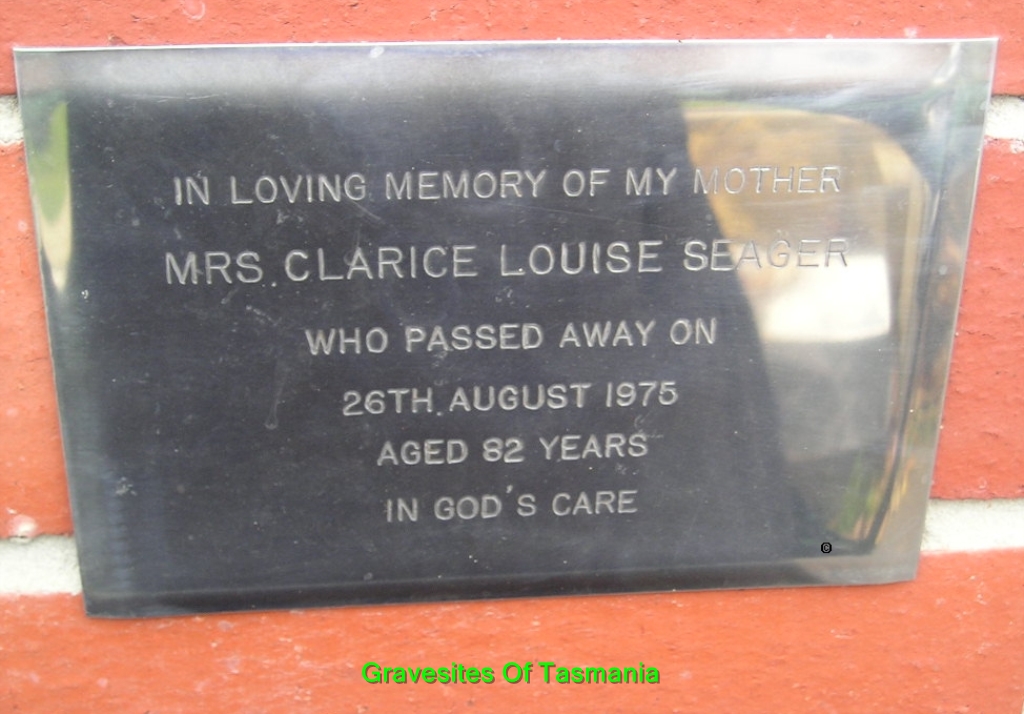 IN LOVING MEMORY OF MY MOTHER
MRS CLARICE LOUISE SEAGER
WHO PASSED AWAY ON
26TH. AUGUST 1975
AGED 82 YEARS
IN GOD'S CARE
©
Gravesites Of Tasmania